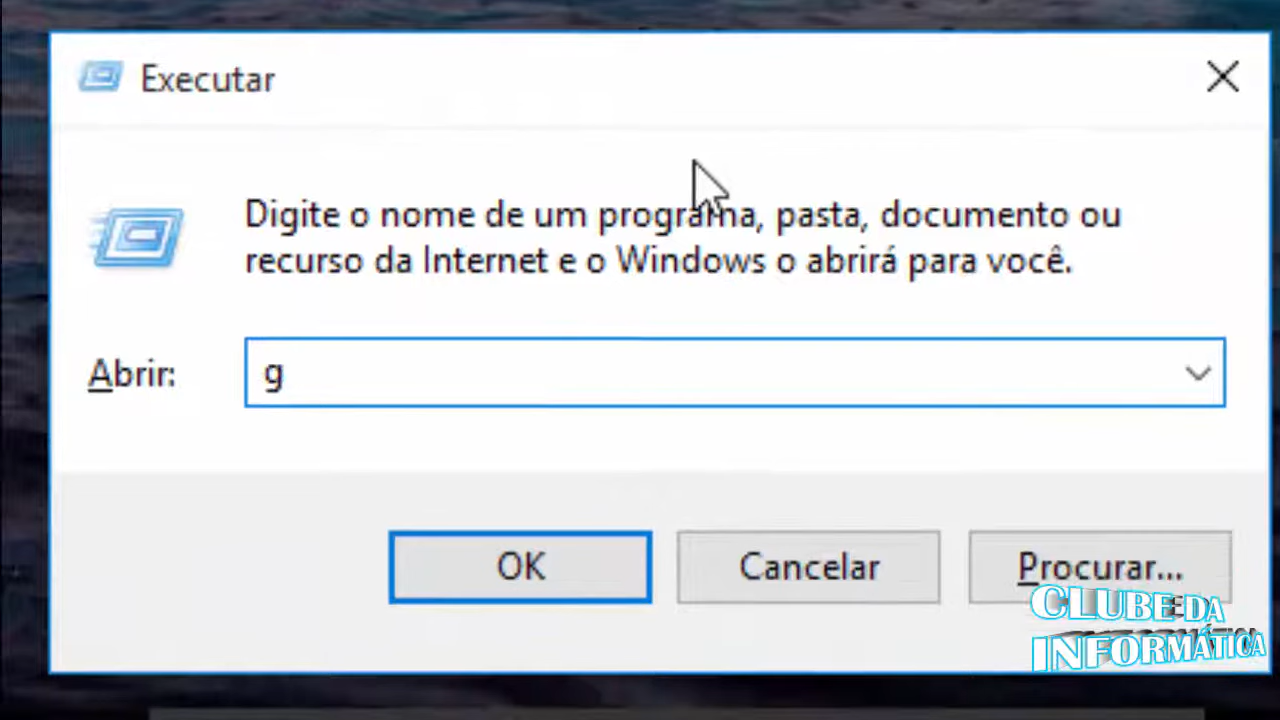 Executar
Digite o nome de um programa, pasta, documento ou
recurso da Internet e o Windows o abrirá para você.
Abrir:
g
OK
Cancelar
Procurar...
CLUBE DA
INFORMÁTICA